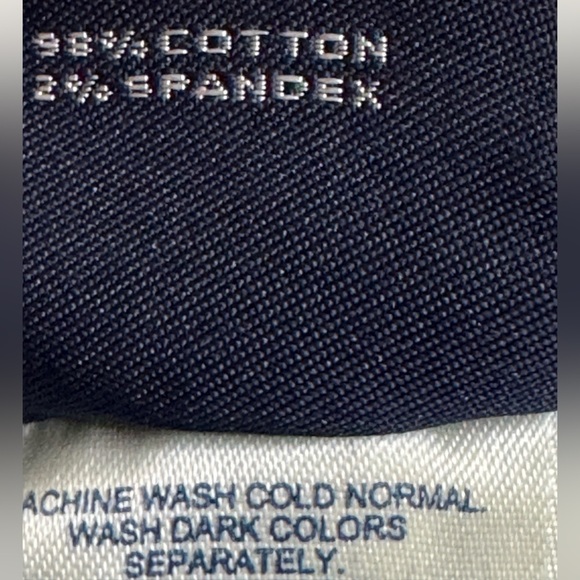 98% COTTON
2% SPANDEX
ACHINE WASH COLD NORMAL.
WASH DARK COLORS
SEPARATELY.